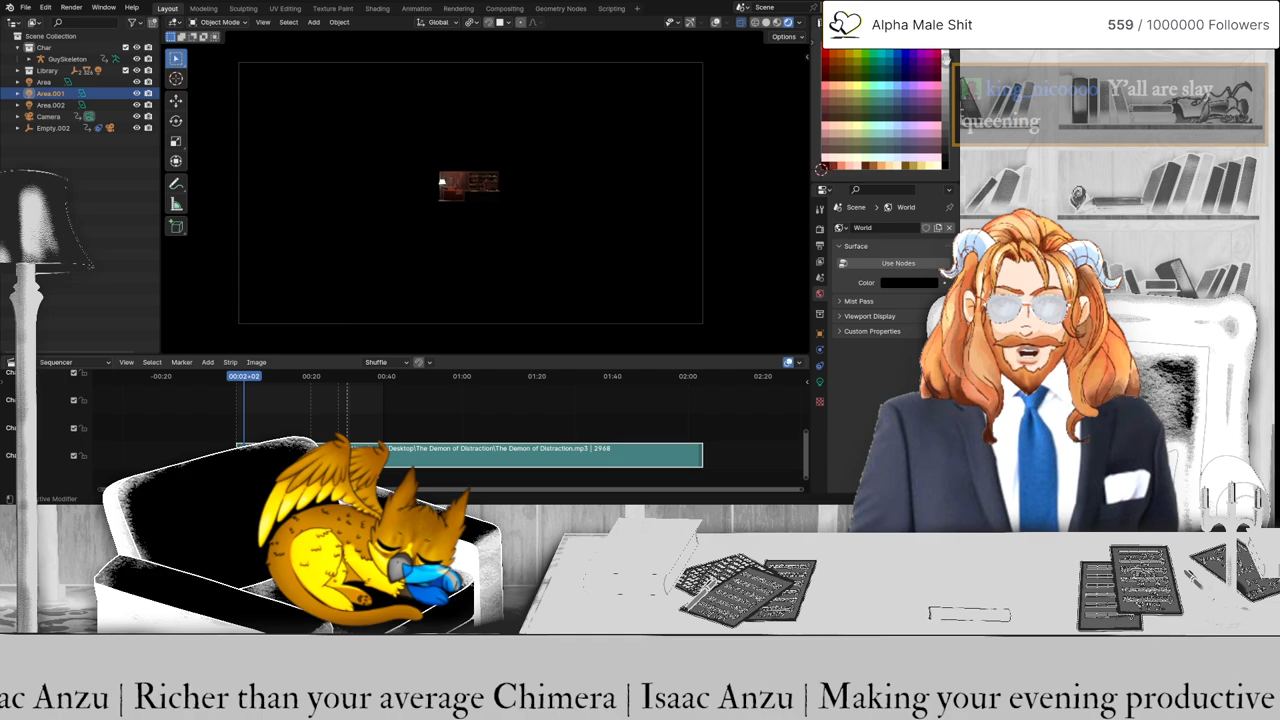 File Edit Render Window Help Layout Modeling Sculpting UV Editing Texture Paint Shading Animation Rendering Compositing Geometry Nodes Scripting Scene
Alpha Male Shit 559 / 1000000 Followers
Object Mode View Select Add Object Global
Scene Collection
Options
Char
GuySkeleton
Library
Area
Area.001
Area.002
Camera
Empty.002
king_nicoooo Y'all are slay
queening
Scene World
World
Surface
Use Nodes
Color
Mist Pass
Viewport Display
Custom Properties
Sequencer View Select Marker Add Strip Image Shuffle
-00:20 00:02+02 00:20 00:40 01:00 01:20 01:40 02:00 02:20
Desktop\The Demon of Distraction\The Demon of Distraction.mp3 | 2968
ctive Modifier
ac Anzu | Richer than your average Chimera | Isaac Anzu | Making your evening productive